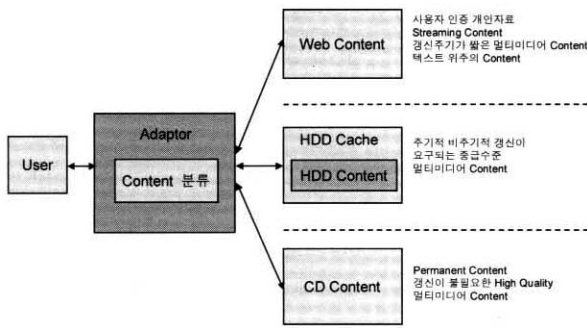 Web Content
사용자 인증 개인자료
Streaming Content
갱신주기가 짧은 멀티미디어 Content
텍스트 위주의 Content
User
Adaptor
Content 분류
HDD Cache
HDD Content
주기적 비주기적 갱신이
요구되는 중급수준
멀티미디어 Content
CD Content
Permanent Content
갱신이 불필요한 High Quality
멀티미디어 Content